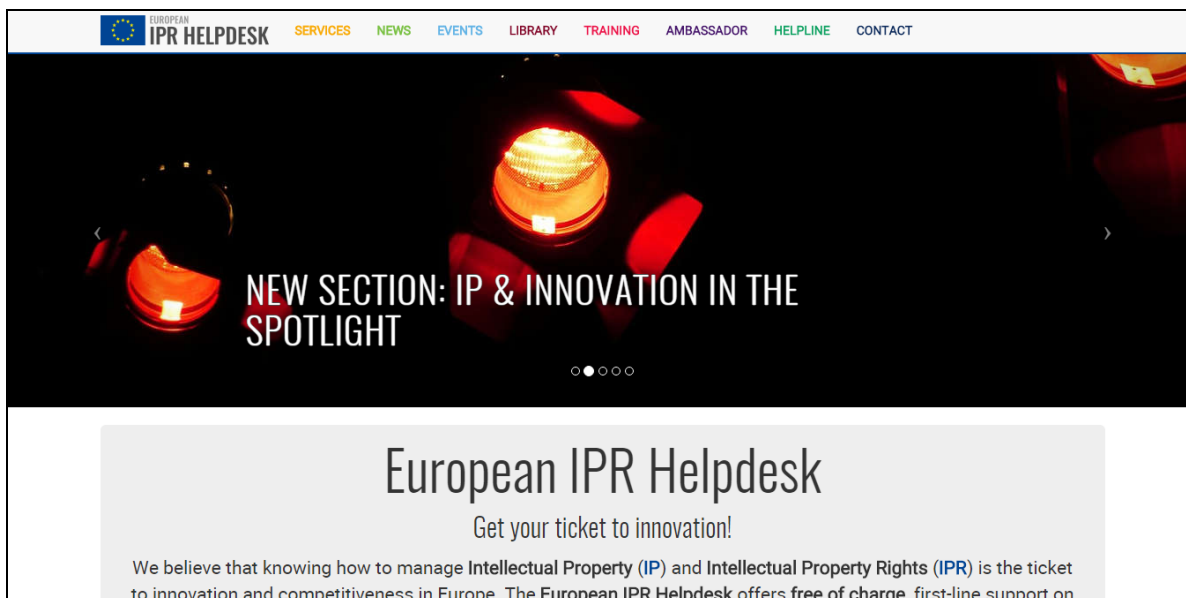 EUROPEAN
IPR HELPDESK
SERVICES NEWS EVENTS LIBRARY TRAINING AMBASSADOR HELPLINE CONTACT
NEW SECTION: IP & INNOVATION IN THE
SPOTLIGHT
European IPR Helpdesk
Get your ticket to innovation!
We believe that knowing how to manage Intellectual Property (IP) and Intellectual Property Rights (IPR) is the ticket
to innovation and competitiveness in Europe. The European IPR Helpdesk offers free of charge, first-line support on